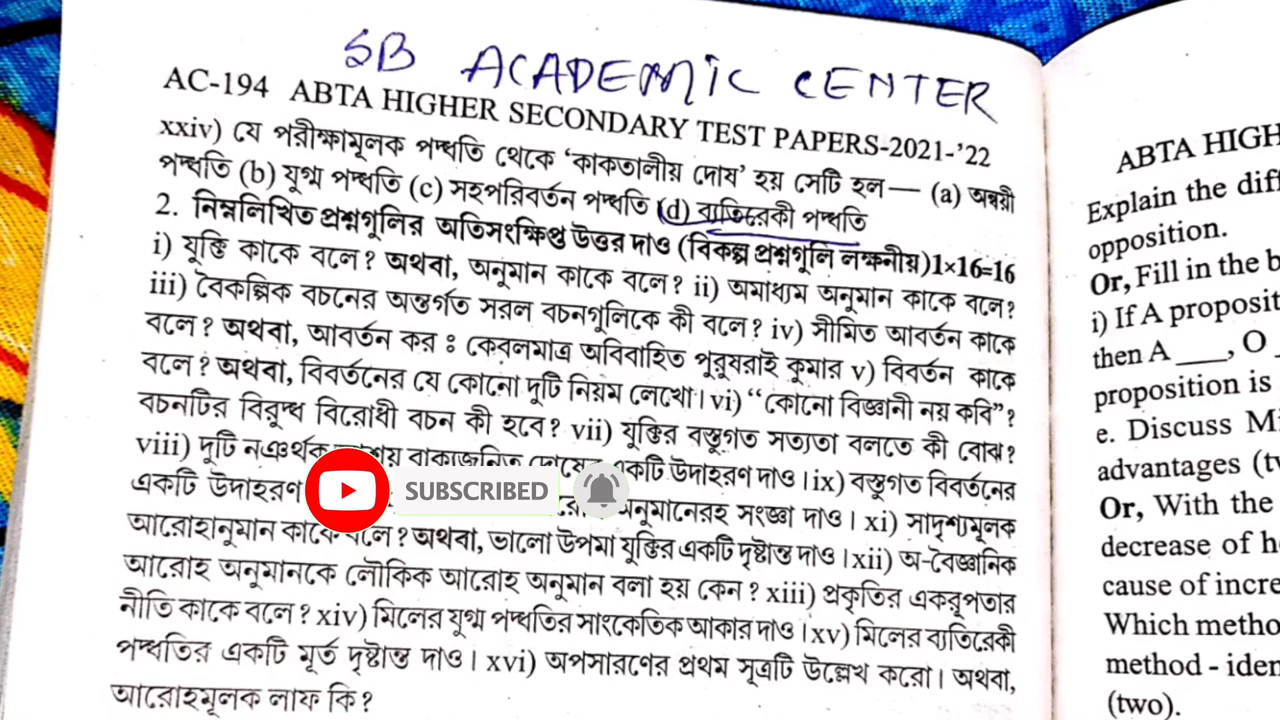 SB ACADEMIC CENTER
AC-194 ABTA HIGHER SECONDARY TEST PAPERS-2021-'22
xxiv) যে পরীক্ষামূলক পদ্ধতি থেকে ‘কাকতালীয় দোষ’ হয় সেটি হল— (a) অন্বয়ী
পদ্ধতি (b) যুগ্ম পদ্ধতি (c) সহপরিবর্তন পদ্ধতি (d) ব্যতিরেকী পদ্ধতি
2. নিম্নলিখিত প্রশ্নগুলির অতিসংক্ষিপ্ত উত্তর দাও (বিকল্প প্রশ্নগুলি লক্ষনীয়)1×16=16
i) যুক্তি কাকে বলে? অথবা, অনুমান কাকে বলে? ii) অমাধ্যম অনুমান কাকে বলে?
iii) বৈকল্পিক বচনের অন্তর্গত সরল বচনগুলিকে কী বলে? iv) সীমিত আবর্তন কাকে
বলে? অথবা, আবর্তন কর ঃ কেবলমাত্র অবিবাহিত পুরুষরাই কুমার v) বিবর্তন কাকে
বলে? অথবা, বিবর্তনের যে কোনো দুটি নিয়ম লেখো। vi) “কোনো বিজ্ঞানী নয় কবি”?
বচনটির বিরুদ্ধ বিরোধী বচন কী হবে? vii) যুক্তির বস্তুগত সত্যতা বলতে কী বোঝ?
viii) দুটি নঞর্থক বাক্যজনিত দোষের একটি উদাহরণ দাও। ix) বস্তুগত বিবর্তনের
একটি উদাহরণ SUBSCRIBED অনুমানেরহ সংজ্ঞা দাও। xi) সাদৃশ্যমূলক
আরোহানুমান কাকে বলে? অথবা, ভালো উপমা যুক্তির একটি দৃষ্টান্ত দাও। xii) অ-বৈজ্ঞানিক
আরোহ অনুমানকে লৌকিক আরোহ অনুমান বলা হয় কেন? xiii) প্রকৃতির একরূপতার
নীতি কাকে বলে? xiv) মিলের যুগ্ম পদ্ধতির সাংকেতিক আকার দাও। xv) মিলের ব্যতিরেকী
পদ্ধতির একটি মূর্ত দৃষ্টান্ত দাও। xvi) অপসারণের প্রথম সূত্রটি উল্লেখ করো। অথবা,
আরোহমূলক লাফ কি?
ABTA HIGH
Explain the diff
opposition.
Or, Fill in the b
i) If A proposit
then A ___, O
proposition is
e. Discuss Mi
advantages (tw
Or, With the
decrease of h
cause of incre
Which metho
method - iden
(two).